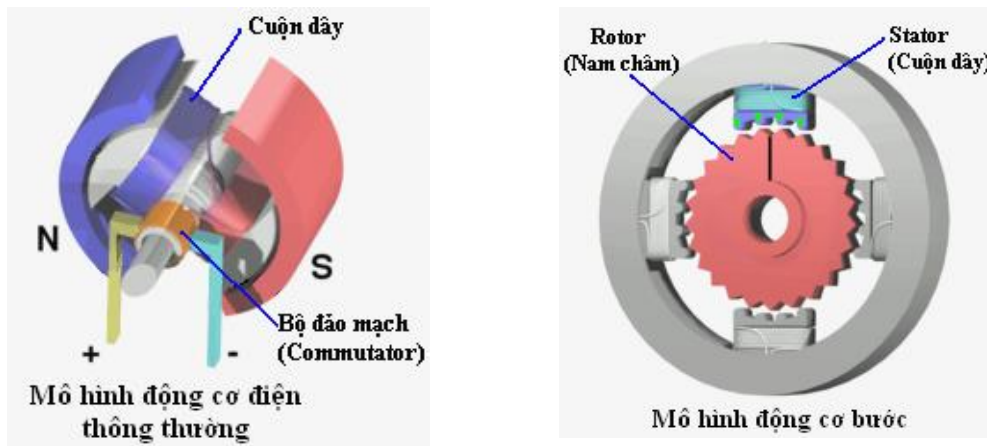 Cuộn dây
N
S
+
-
Bộ đảo mạch
(Commutator)
Mô hình động cơ điện
thông thường
Rotor
(Nam châm)
Stator
(Cuộn dây)
Mô hình động cơ bước